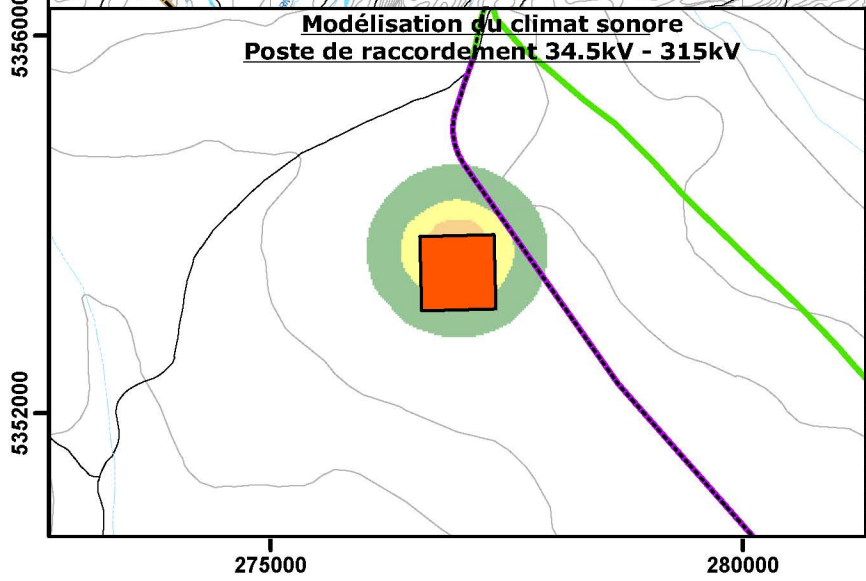 Modélisation du climat sonore
Poste de raccordement 34.5kV - 315kV
5356000
5352000
275000
280000